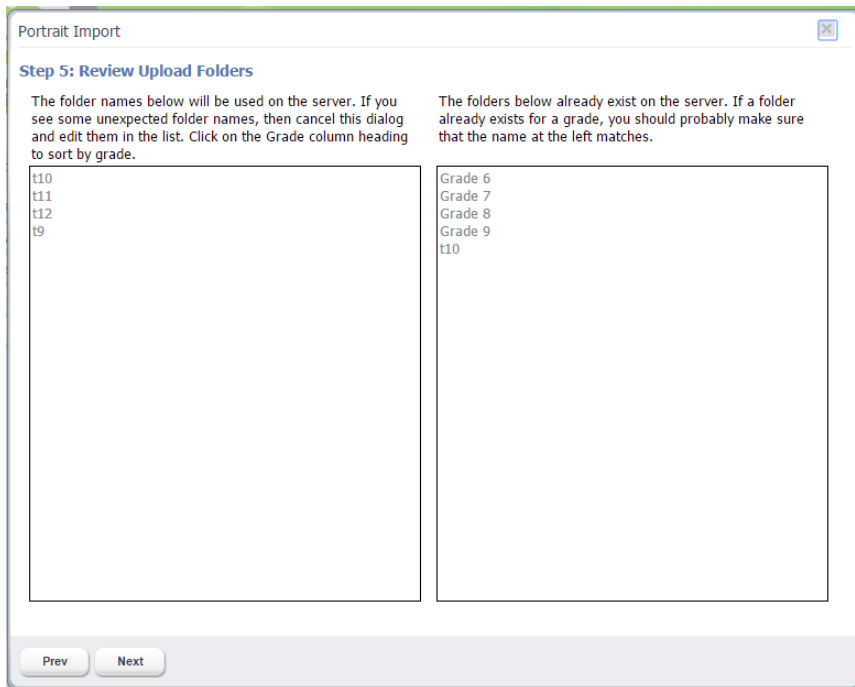 Portrait Import
Step 5: Review Upload Folders
The folder names below will be used on the server. If you
see some unexpected folder names, then cancel this dialog
and edit them in the list. Click on the Grade column heading
to sort by grade.
t10
t11
t12
t9
The folders below already exist on the server. If a folder
already exists for a grade, you should probably make sure
that the name at the left matches.
Grade 6
Grade 7
Grade 8
Grade 9
t10
Prev
Next